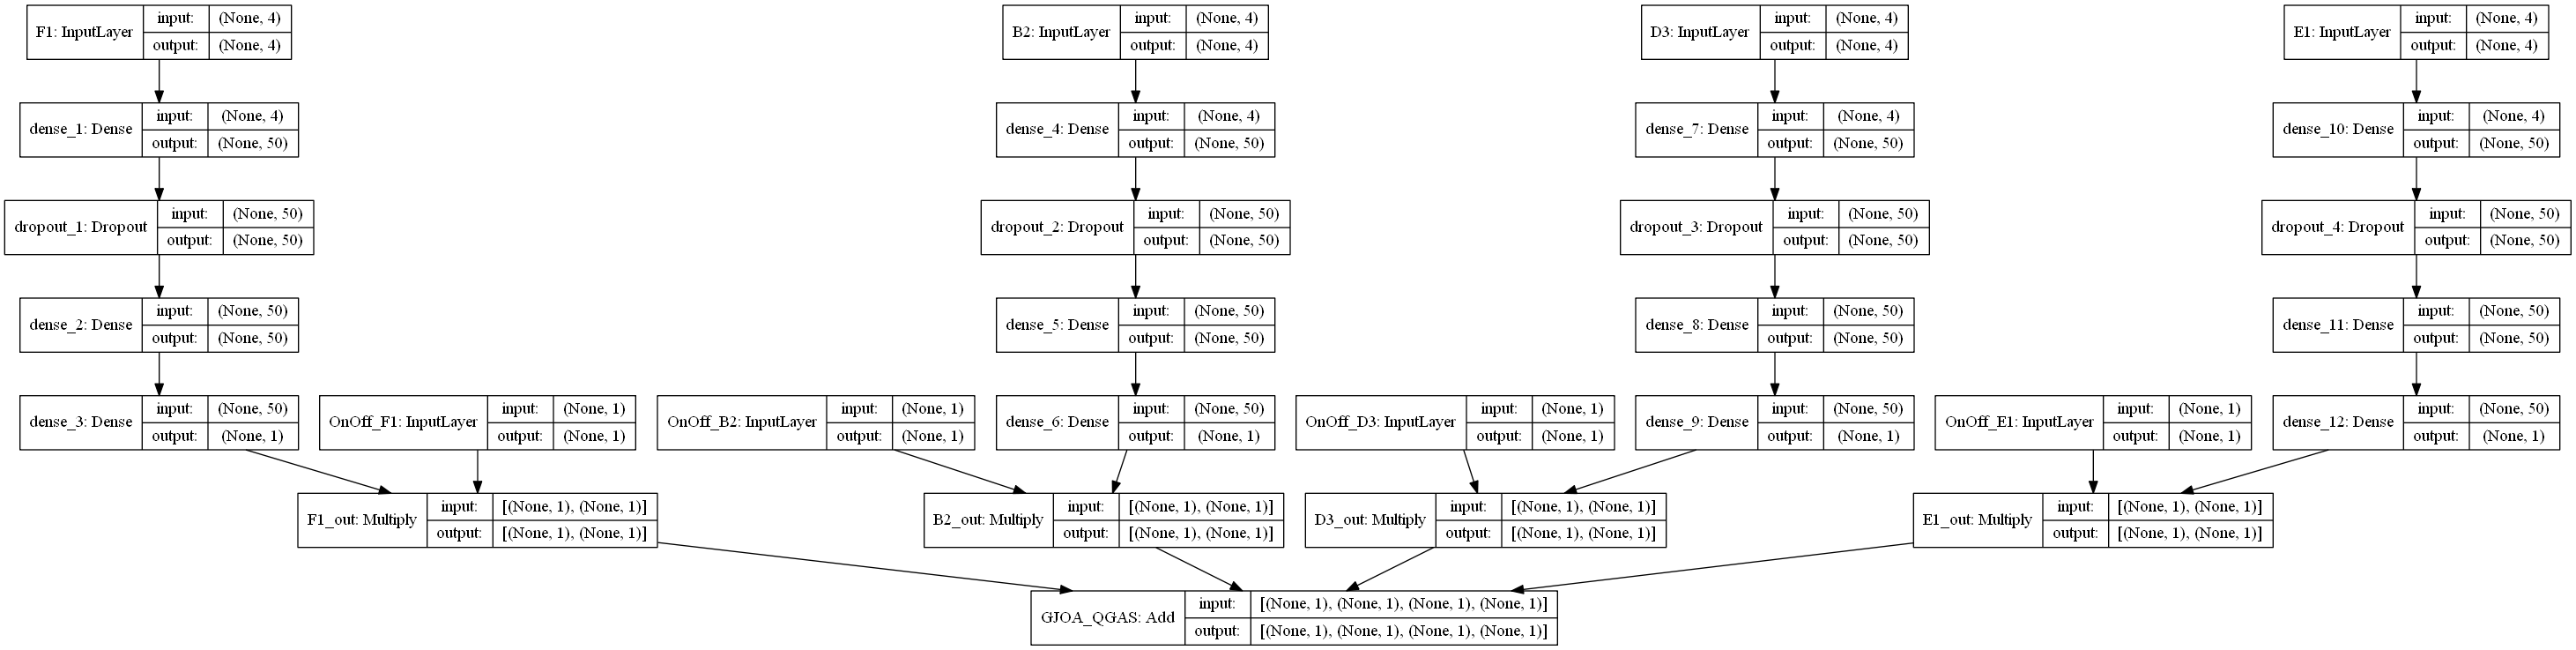 F1: InputLayer
input: (None, 4)
output: (None, 4)
B2: InputLayer
input: (None, 4)
output: (None, 4)
D3: InputLayer
input: (None, 4)
output: (None, 4)
E1: InputLayer
input: (None, 4)
output: (None, 4)
dense_1: Dense
input: (None, 4)
output: (None, 50)
dense_4: Dense
input: (None, 4)
output: (None, 50)
dense_7: Dense
input: (None, 4)
output: (None, 50)
dense_10: Dense
input: (None, 4)
output: (None, 50)
dropout_1: Dropout
input: (None, 50)
output: (None, 50)
dropout_2: Dropout
input: (None, 50)
output: (None, 50)
dropout_3: Dropout
input: (None, 50)
output: (None, 50)
dropout_4: Dropout
input: (None, 50)
output: (None, 50)
dense_2: Dense
input: (None, 50)
output: (None, 50)
dense_5: Dense
input: (None, 50)
output: (None, 50)
dense_8: Dense
input: (None, 50)
output: (None, 50)
dense_11: Dense
input: (None, 50)
output: (None, 50)
dense_3: Dense
input: (None, 50)
output: (None, 1)
OnOff_F1: InputLayer
input: (None, 1)
output: (None, 1)
OnOff_B2: InputLayer
input: (None, 1)
output: (None, 1)
dense_6: Dense
input: (None, 50)
output: (None, 1)
OnOff_D3: InputLayer
input: (None, 1)
output: (None, 1)
dense_9: Dense
input: (None, 50)
output: (None, 1)
OnOff_E1: InputLayer
input: (None, 1)
output: (None, 1)
dense_12: Dense
input: (None, 50)
output: (None, 1)
F1_out: Multiply
input: [(None, 1), (None, 1)]
output: [(None, 1), (None, 1)]
B2_out: Multiply
input: [(None, 1), (None, 1)]
output: [(None, 1), (None, 1)]
D3_out: Multiply
input: [(None, 1), (None, 1)]
output: [(None, 1), (None, 1)]
E1_out: Multiply
input: [(None, 1), (None, 1)]
output: [(None, 1), (None, 1)]
GJOA_QGAS: Add
input: [(None, 1), (None, 1), (None, 1), (None, 1)]
output: [(None, 1), (None, 1), (None, 1), (None, 1)]